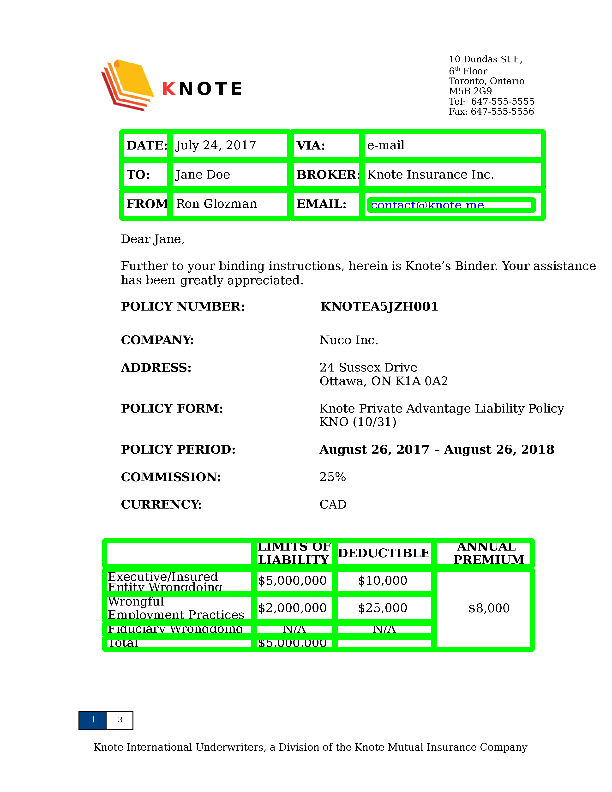 KNOTE
10 Dundas St E,
6th Floor
Toronto, Ontario
M5B 2G9
Tel: 647-555-5555
Fax: 647-555-5556
DATE: July 24, 2017 VIA: e-mail
TO: Jane Doe BROKER: Knote Insurance Inc.
FROM Ron Glozman EMAIL: contact@knote.me
Dear Jane,
Further to your binding instructions, herein is Knote’s Binder. Your assistance
has been greatly appreciated.
POLICY NUMBER: KNOTEA5JZH001
COMPANY: Nuco Inc.
ADDRESS: 24 Sussex Drive
Ottawa, ON K1A 0A2
POLICY FORM: Knote Private Advantage Liability Policy
KNO (10/31)
POLICY PERIOD: August 26, 2017 – August 26, 2018
COMMISSION: 25%
CURRENCY: CAD
LIMITS OF LIABILITY DEDUCTIBLE ANNUAL PREMIUM
Executive/Insured
Entity Wrongdoing $5,000,000 $10,000
Wrongful
Employment Practices $2,000,000 $25,000 $8,000
Fiduciary Wrongdoing N/A N/A
Total $5,000,000
1 3
Knote International Underwriters, a Division of the Knote Mutual Insurance Company